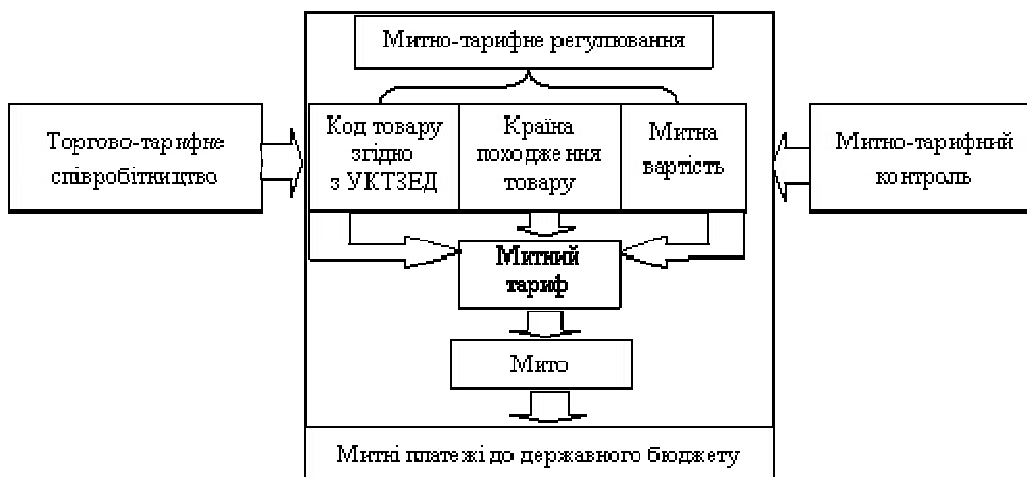 Митно-тарифне регулювання
Торгово-тарифне
співробітництво
Код товару
згідно
з УКТЗЕД
Країна
походження
товару
Митна
вартість
Митно-тарифний
контроль
Митний
тариф
Мито
Митні платежі до державного бюджету